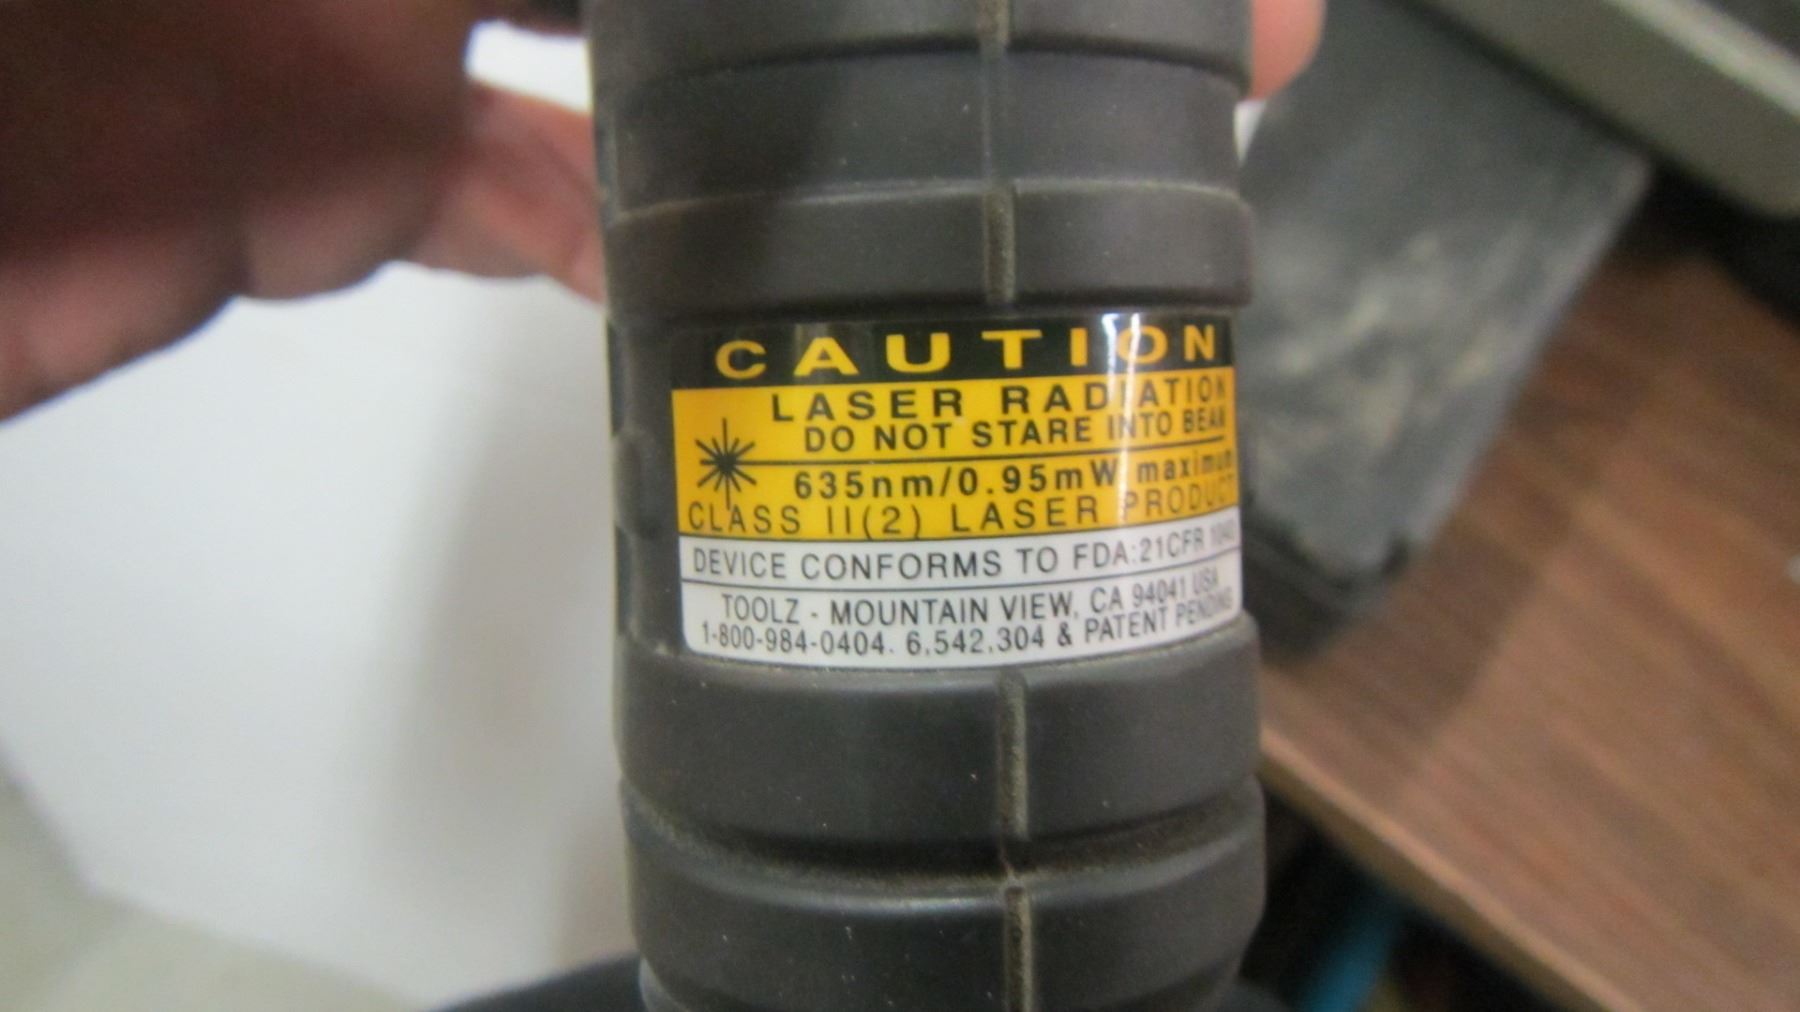 CAUTION
LASER RADIATION
DO NOT STARE INTO BEAM
635nm/0.95mW maximum
CLASS II(2) LASER PRODUCT
DEVICE CONFORMS TO FDA:21CFR 1040
TOOLZ - MOUNTAIN VIEW, CA 94041 USA
1-800-984-0404. 6,542,304 & PATENT PENDING